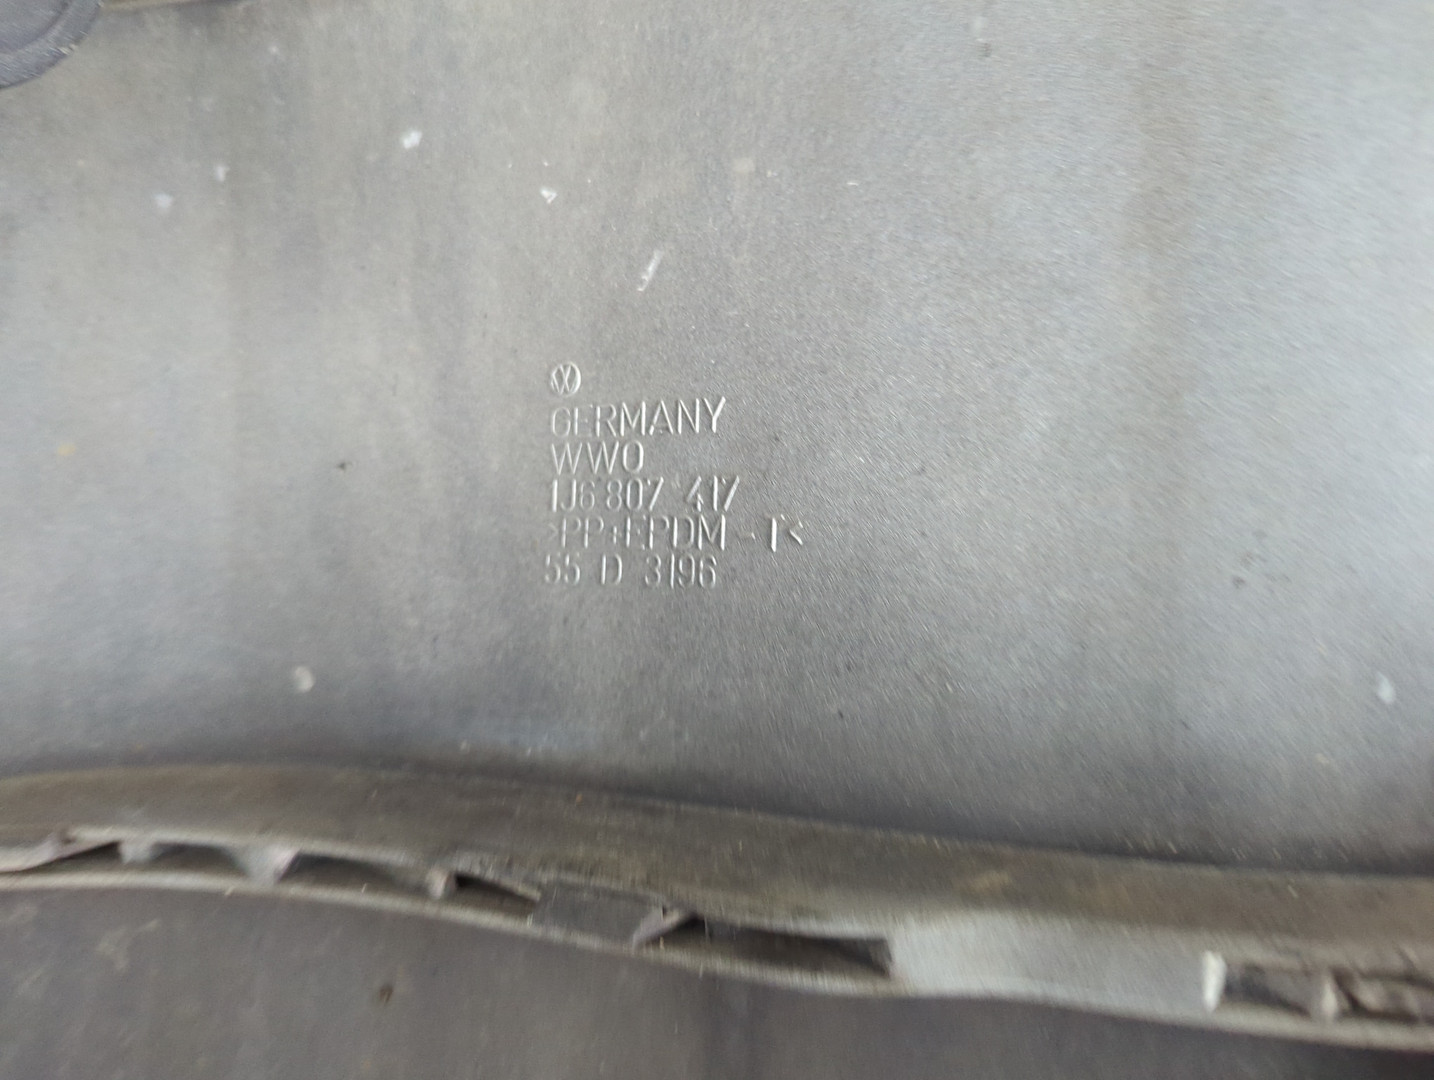 GERMANY
WWO
1J6 807 417
>PP+EPDM - T<
55 D 3196